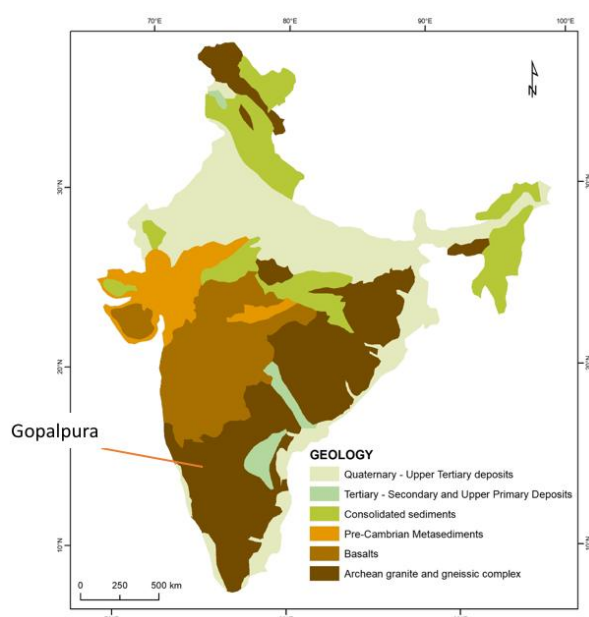 70°E 80°E 90°E 100°E
N
30°N
20°N
10°N
Gopalpura
GEOLOGY
Quaternary - Upper Tertiary deposits
Tertiary - Secondary and Upper Primary Deposits
Consolidated sediments
Pre-Cambrian Metasediments
Basalts
Archean granite and gneissic complex
0 250 500 km